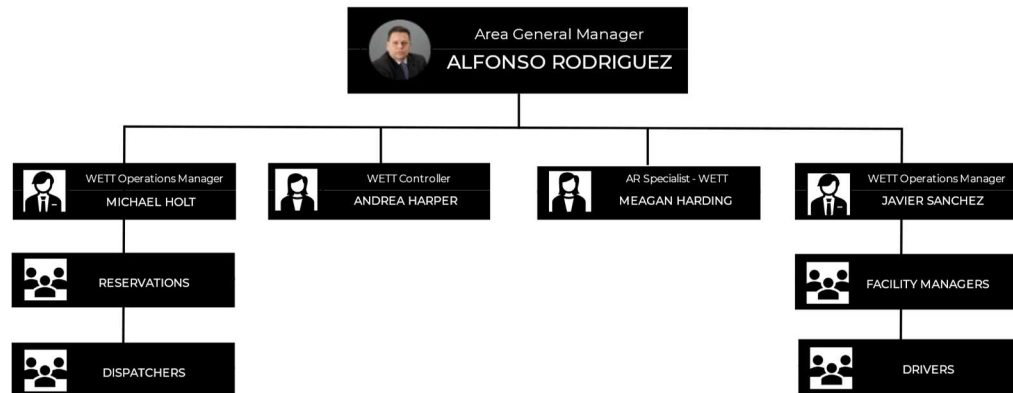 Area General Manager
ALFONSO RODRIGUEZ
WETT Operations Manager
MICHAEL HOLT
WETT Controller
ANDREA HARPER
AR Specialist - WETT
MEAGAN HARDING
WETT Operations Manager
JAVIER SANCHEZ
RESERVATIONS
FACILITY MANAGERS
DISPATCHERS
DRIVERS